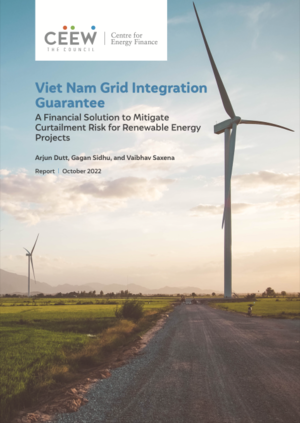 CEEW
THE COUNCIL
Centre for
Energy Finance
Viet Nam Grid Integration
Guarantee
A Financial Solution to Mitigate
Curtailment Risk for Renewable Energy
Projects
Arjun Dutt, Gagan Sidhu, and Vaibhav Saxena
Report | October 2022